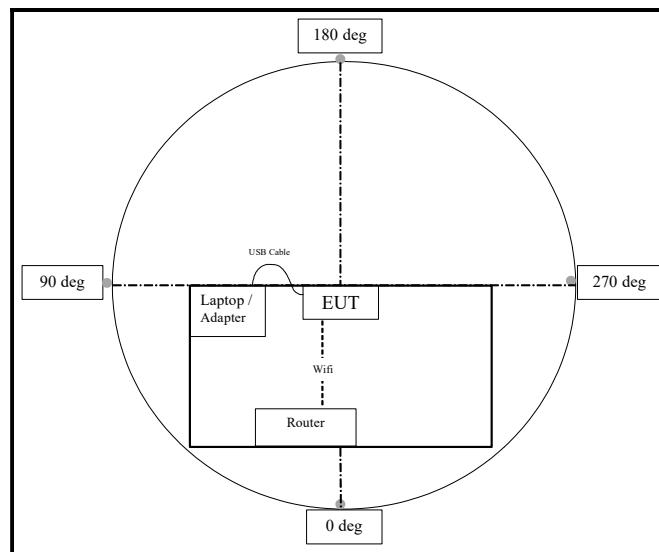 180 deg
USB Cable
90 deg
270 deg
Laptop /
Adapter
EUT
Wifi
Router
0 deg